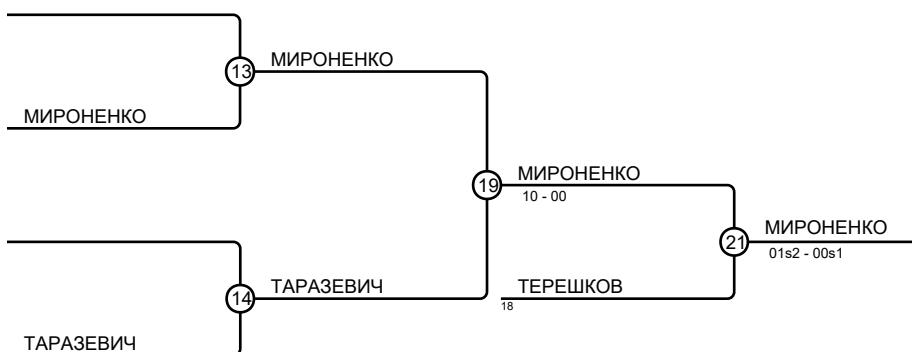 13
МИРОНЕНКО
МИРОНЕНКО
19
МИРОНЕНКО
10 - 00
21
МИРОНЕНКО
01s2 - 00s1
14
ТАРАЗЕВИЧ
ТЕРЕШКОВ
18
ТАРАЗЕВИЧ